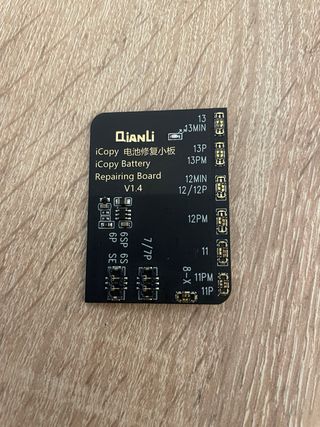 QIANLI
iCopy 电池修复小板
iCopy Battery
Repairing Board
V1.4
13
13MIN
13P
13PM
12MIN
12/12P
12PM
11
11PM
11P
8-X
7/7P
6SP 6S
6P SE